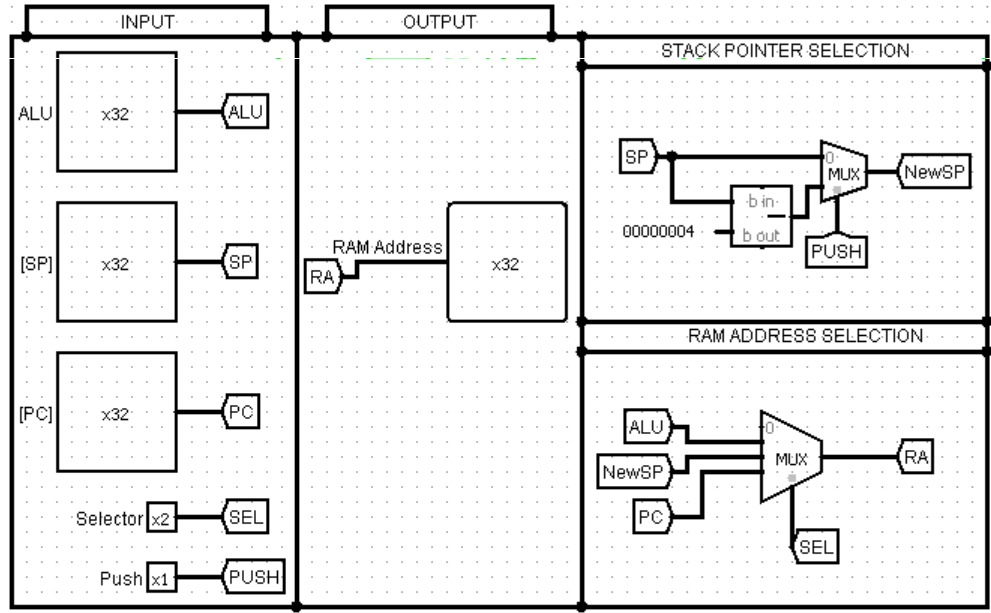 INPUT
ALU
x32
ALU
[SP]
x32
SP
[PC]
x32
PC
Selector x2
SEL
Push x1
PUSH
OUTPUT
RAM Address
RA
x32
STACK POINTER SELECTION
SP
0
MUX
NewSP
b in
00000004
b out
PUSH
RAM ADDRESS SELECTION
ALU
0
NewSP
MUX
RA
PC
SEL